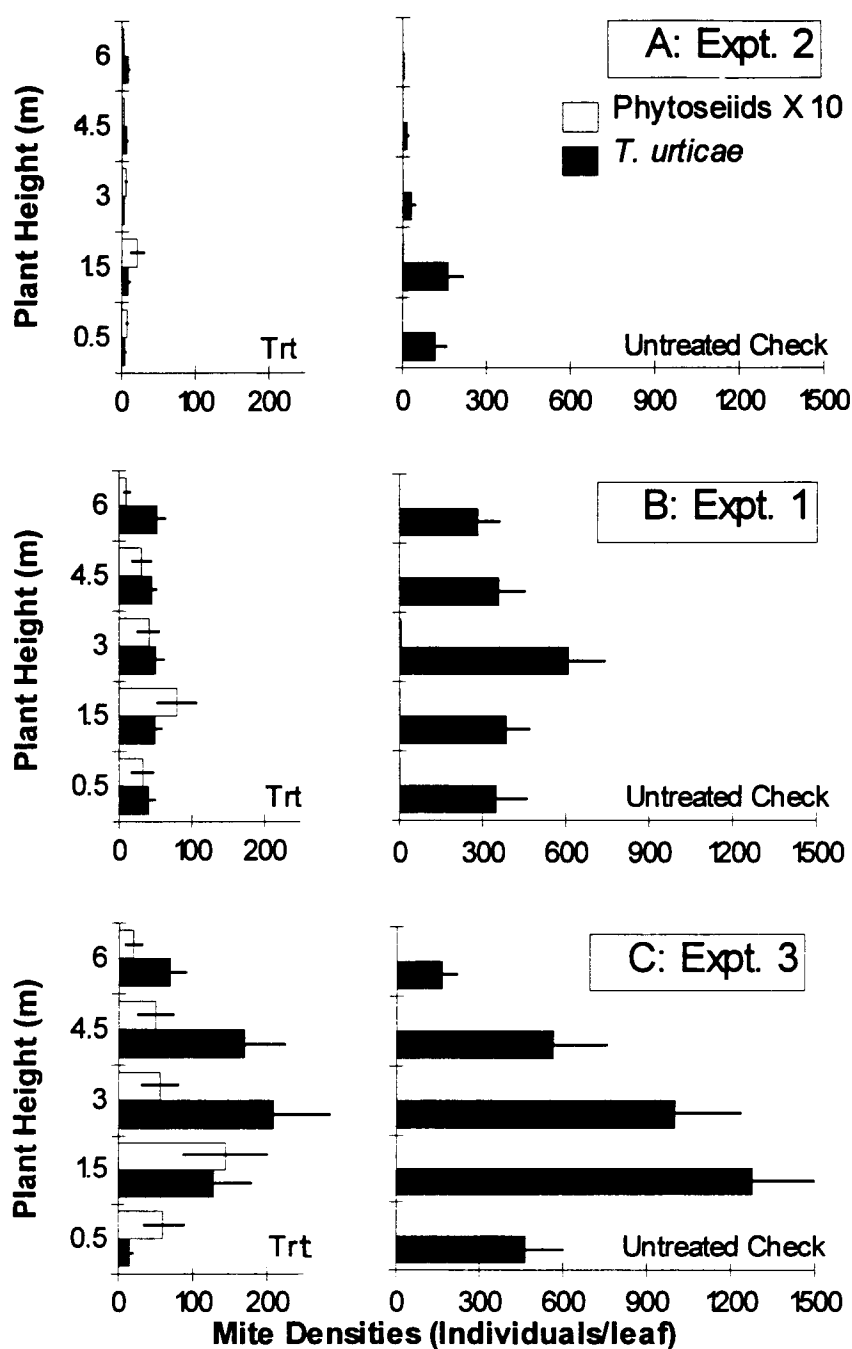 A: Expt. 2
Phytoseiids X 10
T. urticae
Plant Height (m)
6
4.5
3
1.5
0.5
Trt
Untreated Check
0 100 200
0 300 600 900 1200 1500
B: Expt. 1
Plant Height (m)
6
4.5
3
1.5
0.5
Trt
Untreated Check
0 100 200
0 300 600 900 1200 1500
C: Expt. 3
Plant Height (m)
6
4.5
3
1.5
0.5
Trt
Untreated Check
0 100 200
0 300 600 900 1200 1500
Mite Densities (Individuals/leaf)